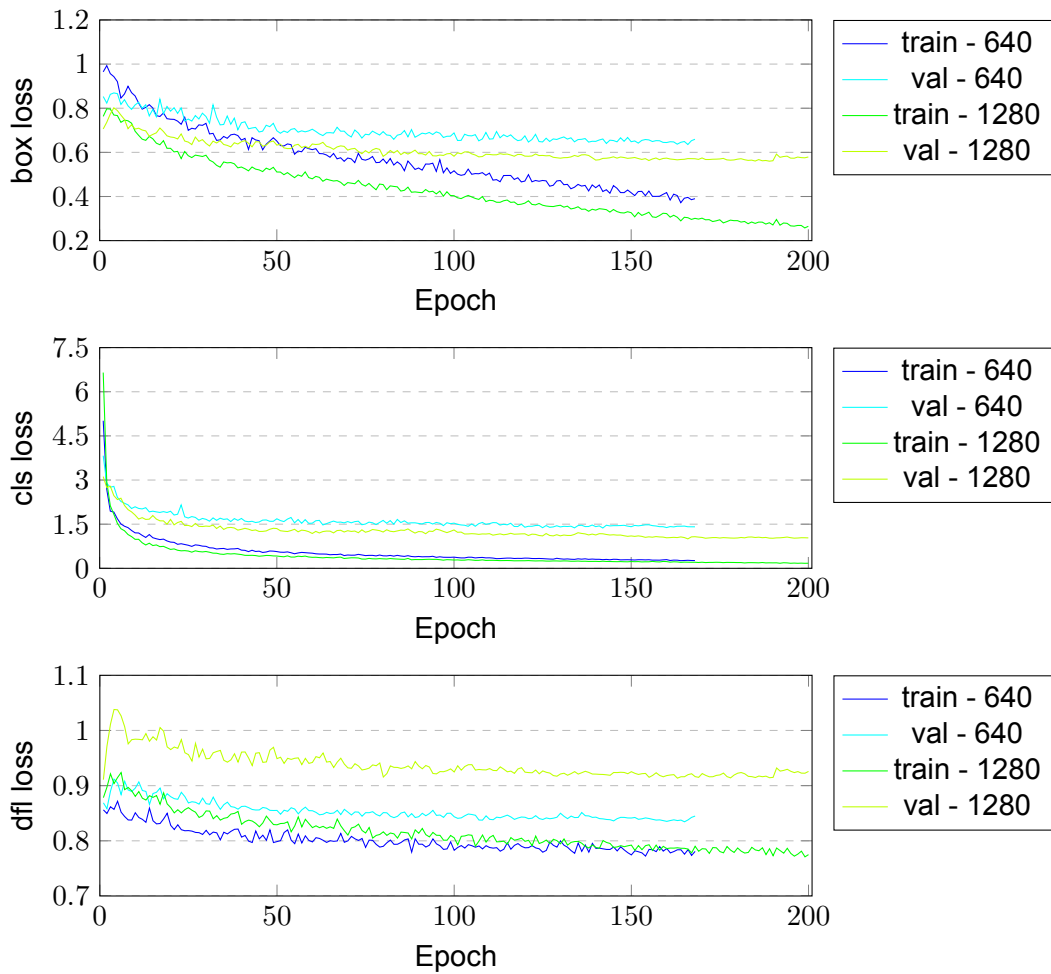 1.2
1
0.8
0.6
0.4
0.2
box loss
0
50
100
150
200
Epoch
train - 640
val - 640
train - 1280
val - 1280
7.5
6
4.5
3
1.5
0
cls loss
0
50
100
150
200
Epoch
train - 640
val - 640
train - 1280
val - 1280
1.1
1
0.9
0.8
0.7
dfl loss
0
50
100
150
200
Epoch
train - 640
val - 640
train - 1280
val - 1280